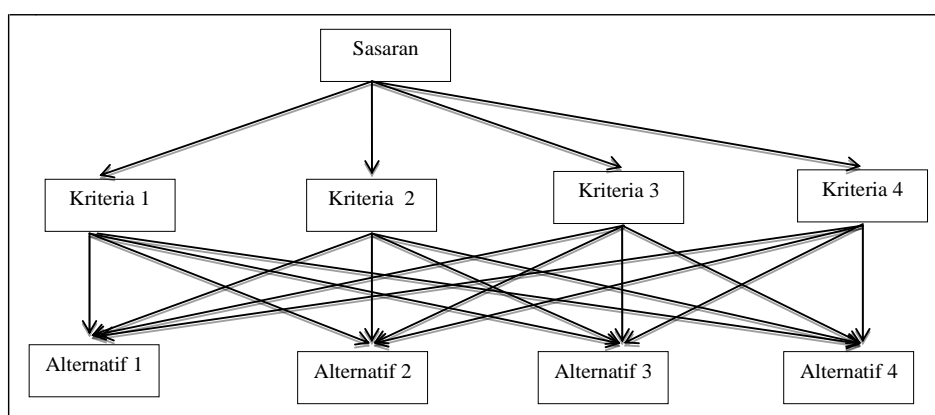 Sasaran
Kriteria 1
Kriteria 2
Kriteria 3
Kriteria 4
Alternatif 1
Alternatif 2
Alternatif 3
Alternatif 4